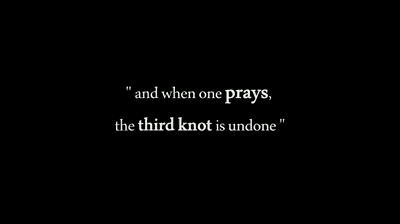 " and when one prays,
the third knot is undone "